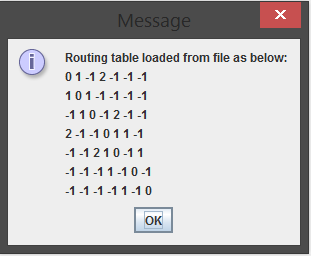 Message
x
Routing table loaded from file as below:
0 1 -1 2 -1 -1 -1
1 0 1 -1 -1 -1 -1
-1 1 0 -1 2 -1 -1
2 -1 -1 0 1 1 -1
-1 -1 2 1 0 -1 1
-1 -1 -1 1 -1 0 -1
-1 -1 -1 -1 1 -1 0
OK